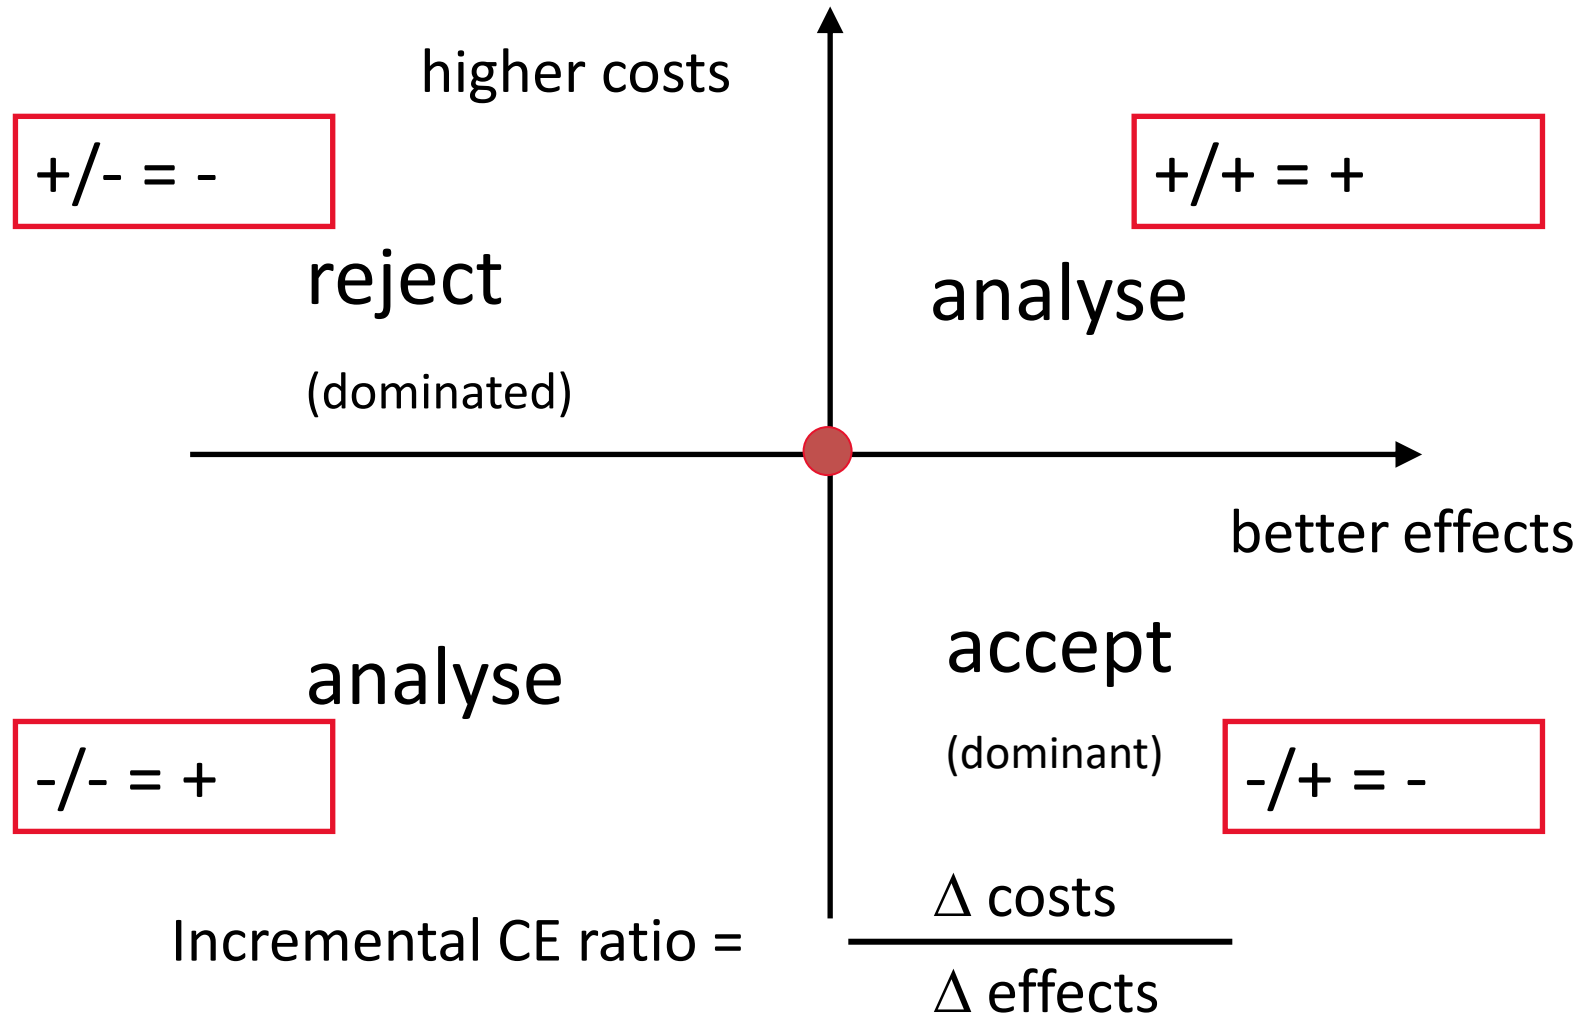 higher costs
+/- = -
+/+ = +
reject
analyse
(dominated)
better effects
analyse
accept
(dominant)
-/- = +
-/+ = -
Incremental CE ratio =
Δ costs
Δ effects